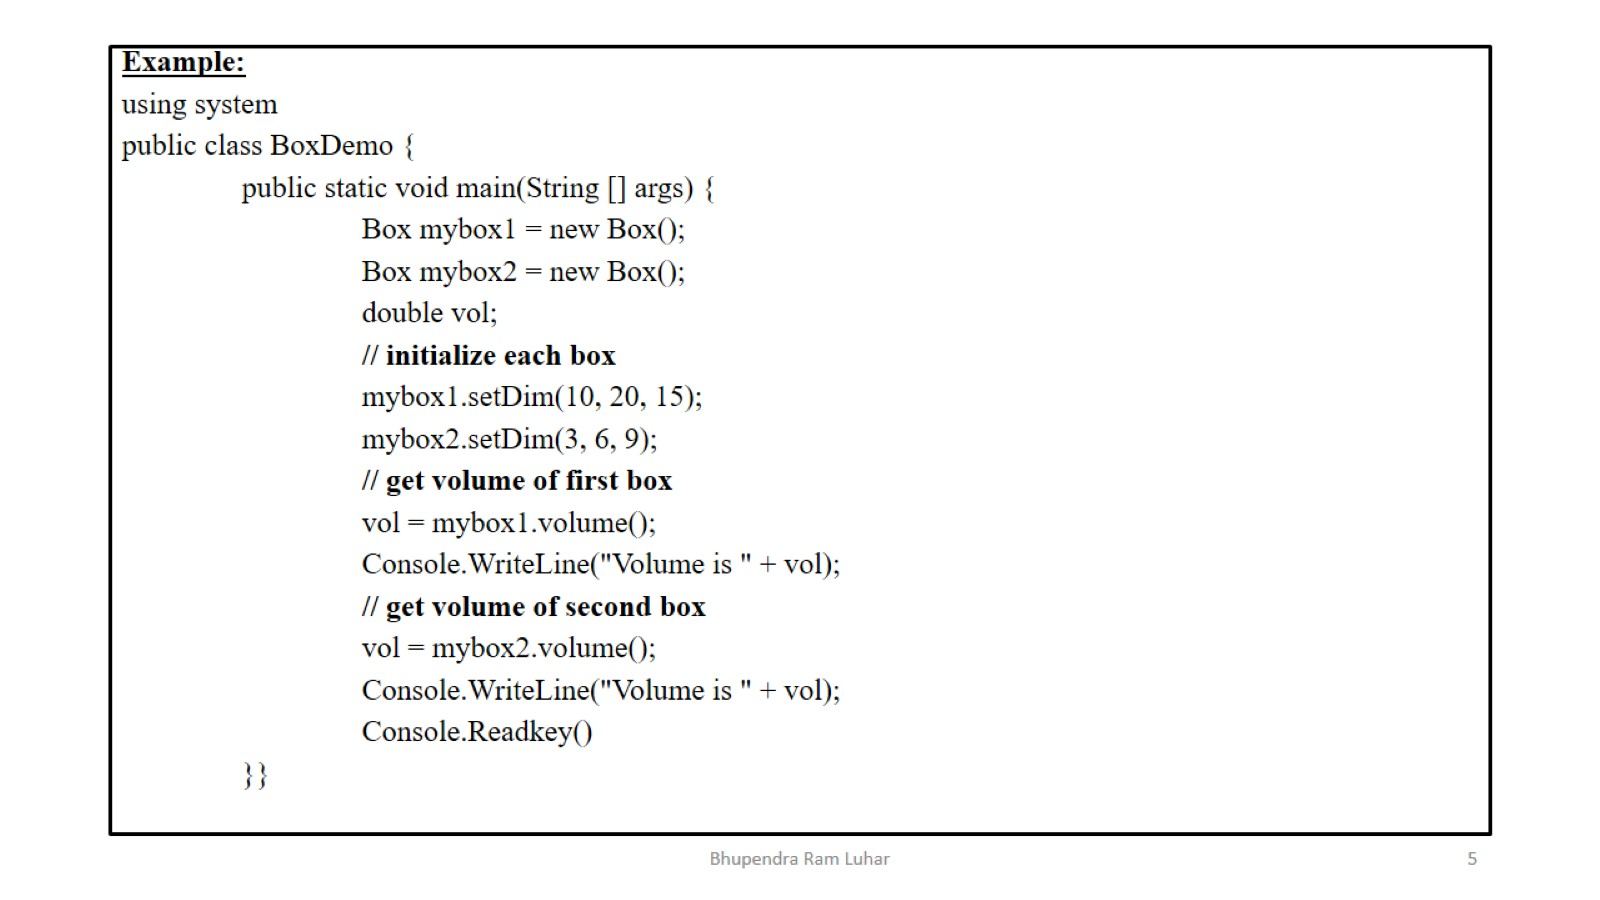 Example:
using system
public class BoxDemo {
public static void main(String [] args) {
Box mybox1 = new Box();
Box mybox2 = new Box();
double vol;
// initialize each box
mybox1.setDim(10, 20, 15);
mybox2.setDim(3, 6, 9);
// get volume of first box
vol = mybox1.volume();
Console.WriteLine("Volume is " + vol);
// get volume of second box
vol = mybox2.volume();
Console.WriteLine("Volume is " + vol);
Console.Readkey()
}}
Bhupendra Ram Luhar
5